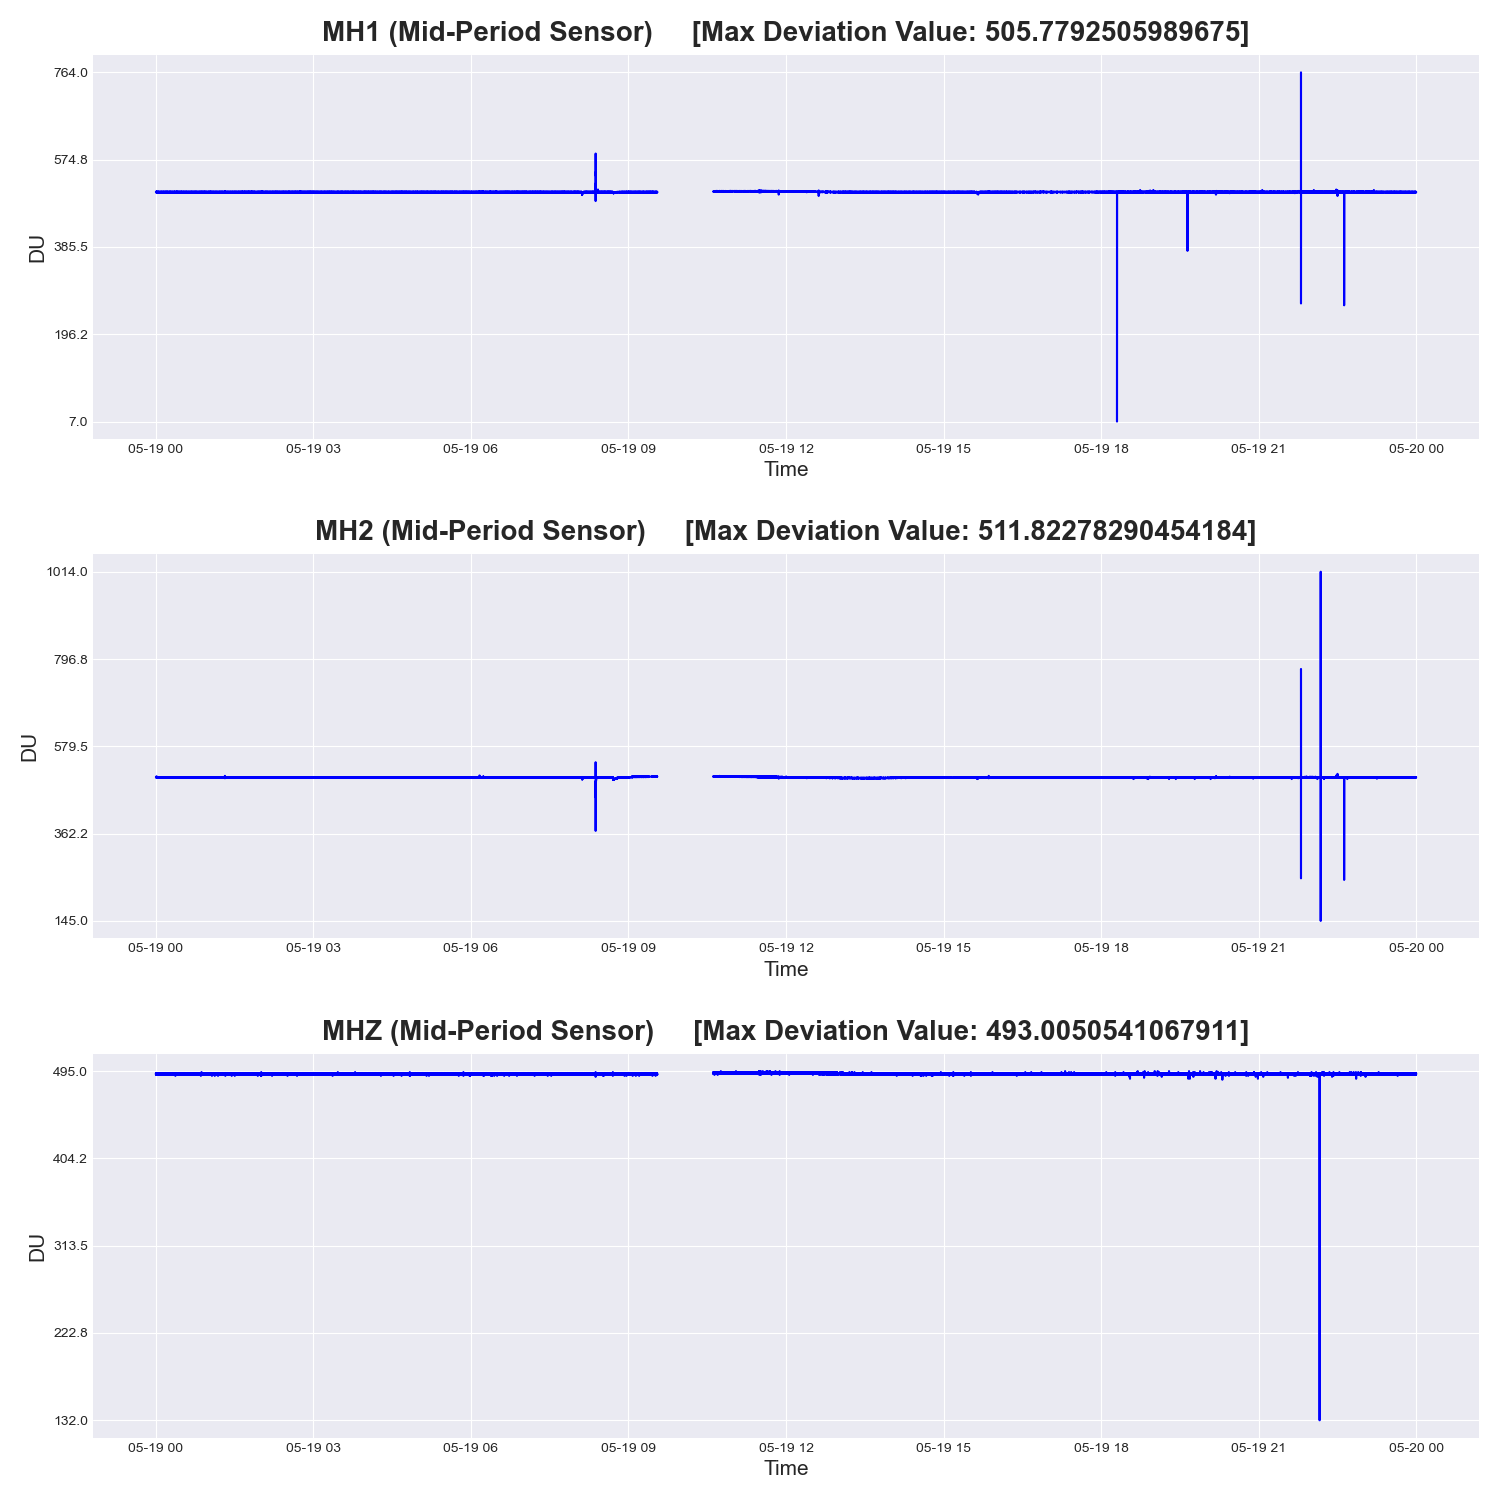 MH1 (Mid-Period Sensor) [Max Deviation Value: 505.7792505989675]
764.0
574.8
385.5
196.2
7.0
DU
05-19 00 05-19 03 05-19 06 05-19 09 05-19 12 05-19 15 05-19 18 05-19 21 05-20 00
Time
MH2 (Mid-Period Sensor) [Max Deviation Value: 511.82278290454184]
1014.0
796.8
579.5
362.2
145.0
DU
05-19 00 05-19 03 05-19 06 05-19 09 05-19 12 05-19 15 05-19 18 05-19 21 05-20 00
Time
MHZ (Mid-Period Sensor) [Max Deviation Value: 493.0050541067911]
495.0
404.2
313.5
222.8
132.0
DU
05-19 00 05-19 03 05-19 06 05-19 09 05-19 12 05-19 15 05-19 18 05-19 21 05-20 00
Time